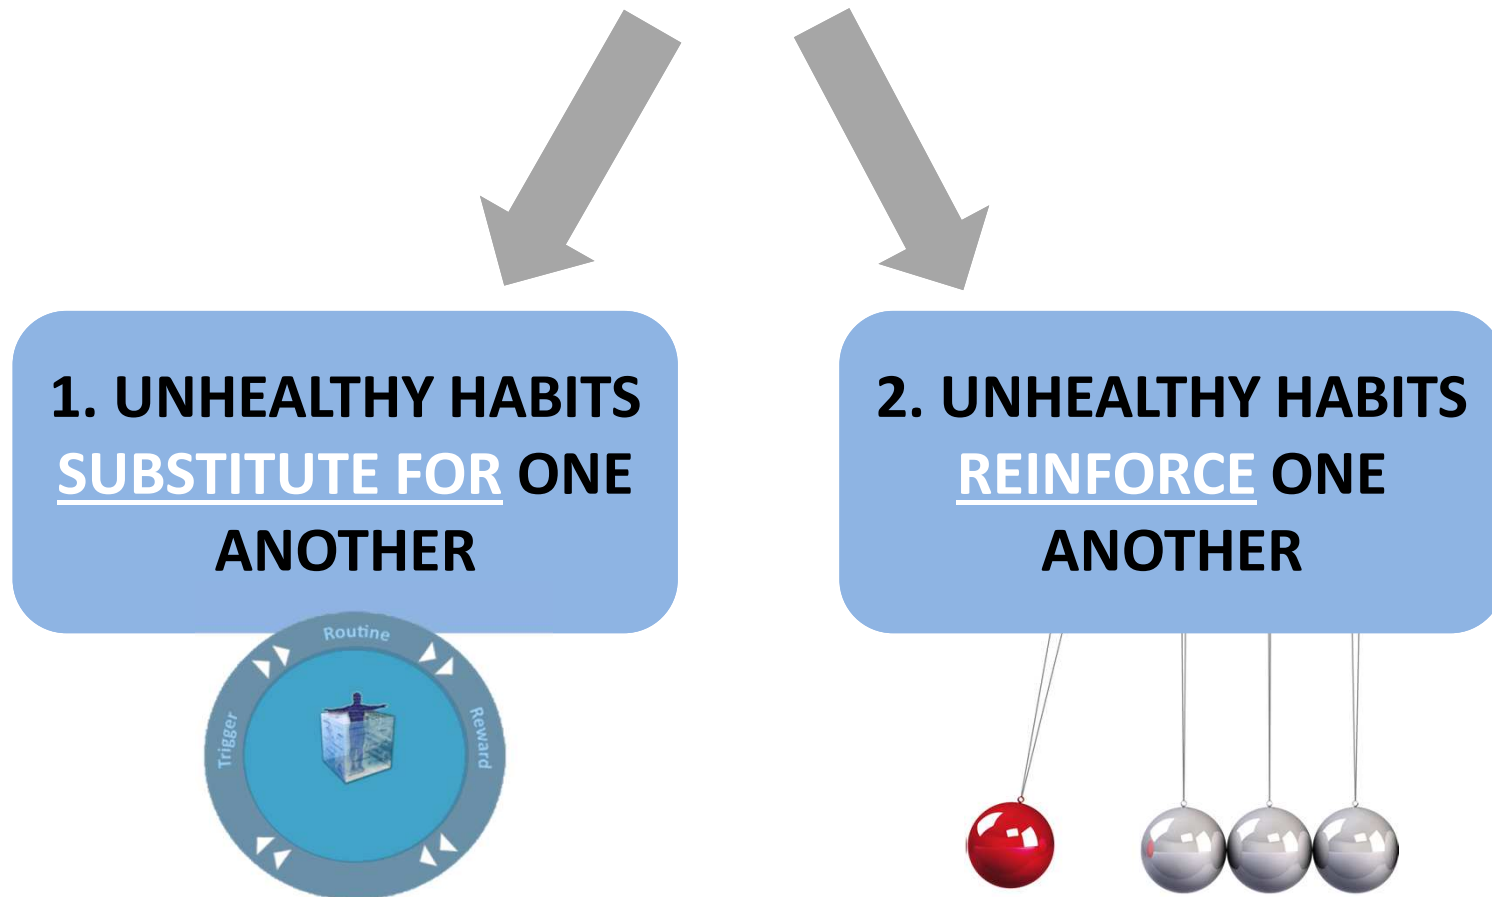 1. UNHEALTHY HABITS
SUBSTITUTE FOR ONE
ANOTHER
2. UNHEALTHY HABITS
REINFORCE ONE
ANOTHER
Routine
Trigger
Reward